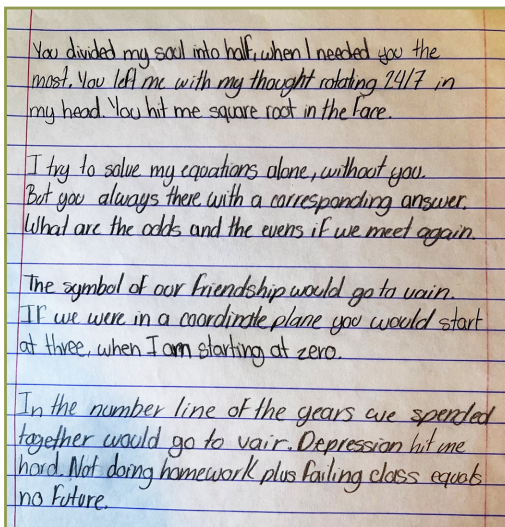 You divided my soul into half, when I needed you the
most. You left me with my thought rotating 24/7 in
my head. You hit me square root in the face.
I try to solve my equations alone, without you.
But you always there with a corresponding answer.
What are the odds and the evens if we meet again.
The symbol of our friendship would go to vain.
If we were in a coordinate plane you would start
at three, when I am starting at zero.
In the number line of the years we spended
together would go to vair. Depression hit me
hard. Not doing homework plus failing class equals
no future.